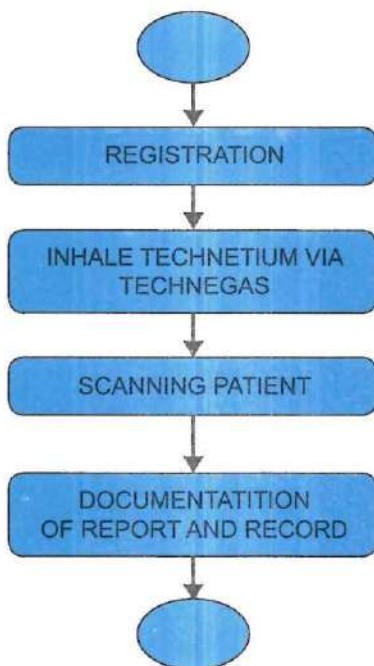 REGISTRATION
INHALE TECHNETIUM VIA
TECHNEGAS
SCANNING PATIENT
DOCUMENTATITION
OF REPORT AND RECORD